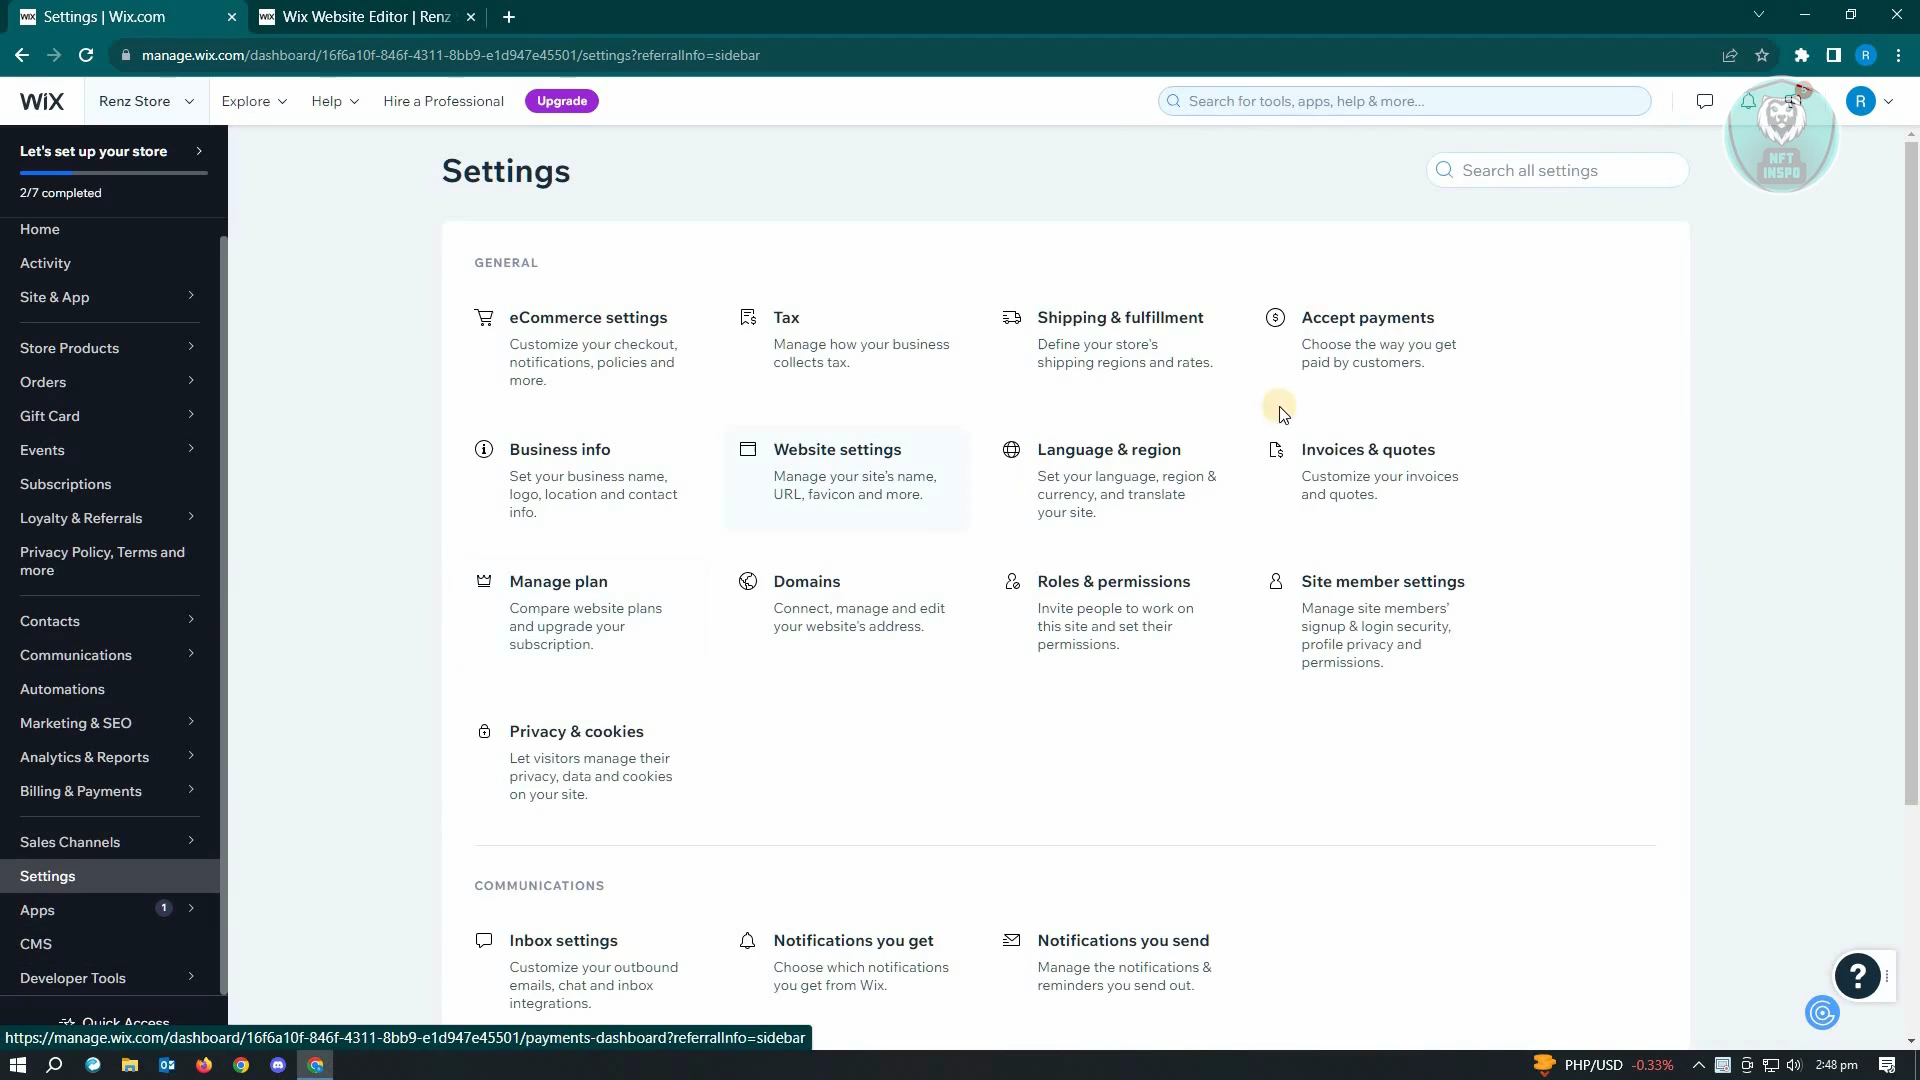 Settings | Wix.com
Wix Website Editor | Renz
manage.wix.com/dashboard/16f6a10f-846f-4311-8bb9-e1d947e45501/settings?referralInfo=sidebar
R
WiX
Renz Store
Explore
Help
Hire a Professional
Upgrade
Search for tools, apps, help & more...
R
NFT
INSPO
Let's set up your store
2/7 completed
Home
Activity
Site & App
Store Products
Orders
Gift Card
Events
Subscriptions
Loyalty & Referrals
Privacy Policy, Terms and
more
Contacts
Communications
Automations
Marketing & SEO
Analytics & Reports
Billing & Payments
Sales Channels
Settings
Apps 1
CMS
Developer Tools
Quick Access
Settings
Search all settings
GENERAL
eCommerce settings
Customize your checkout,
notifications, policies and
more.
Tax
Manage how your business
collects tax.
Shipping & fulfillment
Define your store's
shipping regions and rates.
Accept payments
Choose the way you get
paid by customers.
Business info
Set your business name,
logo, location and contact
info.
Website settings
Manage your site's name,
URL, favicon and more.
Language & region
Set your language, region &
currency, and translate
your site.
Invoices & quotes
Customize your invoices
and quotes.
Manage plan
Compare website plans
and upgrade your
subscription.
Domains
Connect, manage and edit
your website's address.
Roles & permissions
Invite people to work on
this site and set their
permissions.
Site member settings
Manage site members'
signup & login security,
profile privacy and
permissions.
Privacy & cookies
Let visitors manage their
privacy, data and cookies
on your site.
COMMUNICATIONS
Inbox settings
Customize your outbound
emails, chat and inbox
integrations.
Notifications you get
Choose which notifications
you get from Wix.
Notifications you send
Manage the notifications &
reminders you send out.
?
https://manage.wix.com/dashboard/16f6a10f-846f-4311-8bb9-e1d947e45501/payments-dashboard?referralInfo=sidebar
PHP/USD -0.33%
2:48 pm